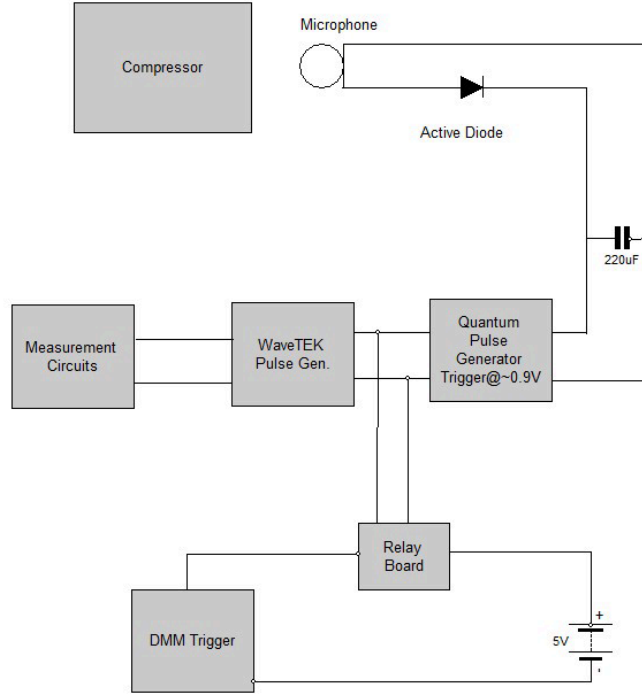 Microphone
Compressor
Active Diode
220uF
Measurement
Circuits
WaveTEK
Pulse Gen.
Quantum
Pulse
Generator
Trigger@~0.9V
Relay
Board
DMM Trigger
+
5V
-